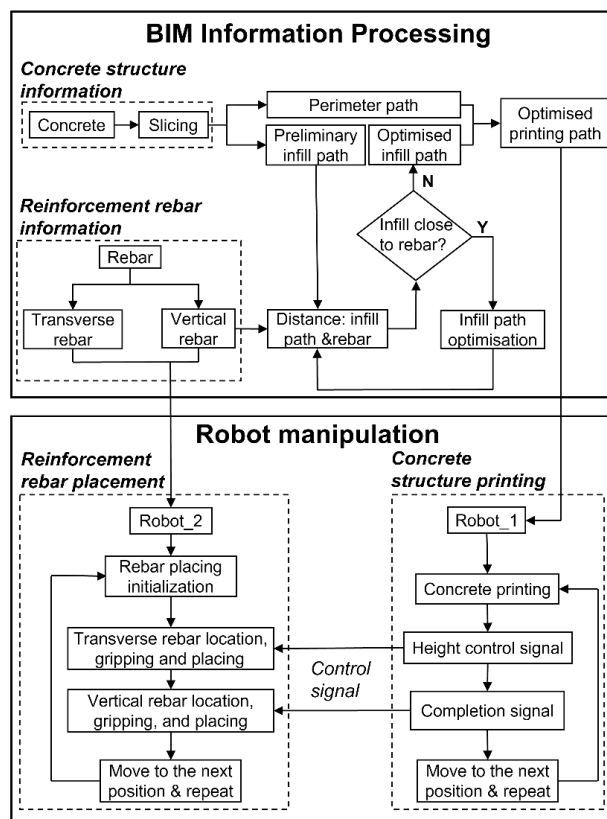 BIM Information Processing
Concrete structure
information
Concrete
Slicing
Perimeter path
Preliminary
infill path
Optimised
infill path
Optimised
printing path
N
Reinforcement rebar
information
Infill close
to rebar?
Y
Rebar
Transverse
rebar
Vertical
rebar
Distance: infill
path &rebar
Infill path
optimisation
Robot manipulation
Reinforcement
rebar placement
Concrete
structure printing
Robot_2
Robot_1
Rebar placing
initialization
Concrete printing
Transverse rebar location,
gripping and placing
Height control signal
Control
signal
Vertical rebar location,
gripping, and placing
Completion signal
Move to the next
position & repeat
Move to the next
position & repeat